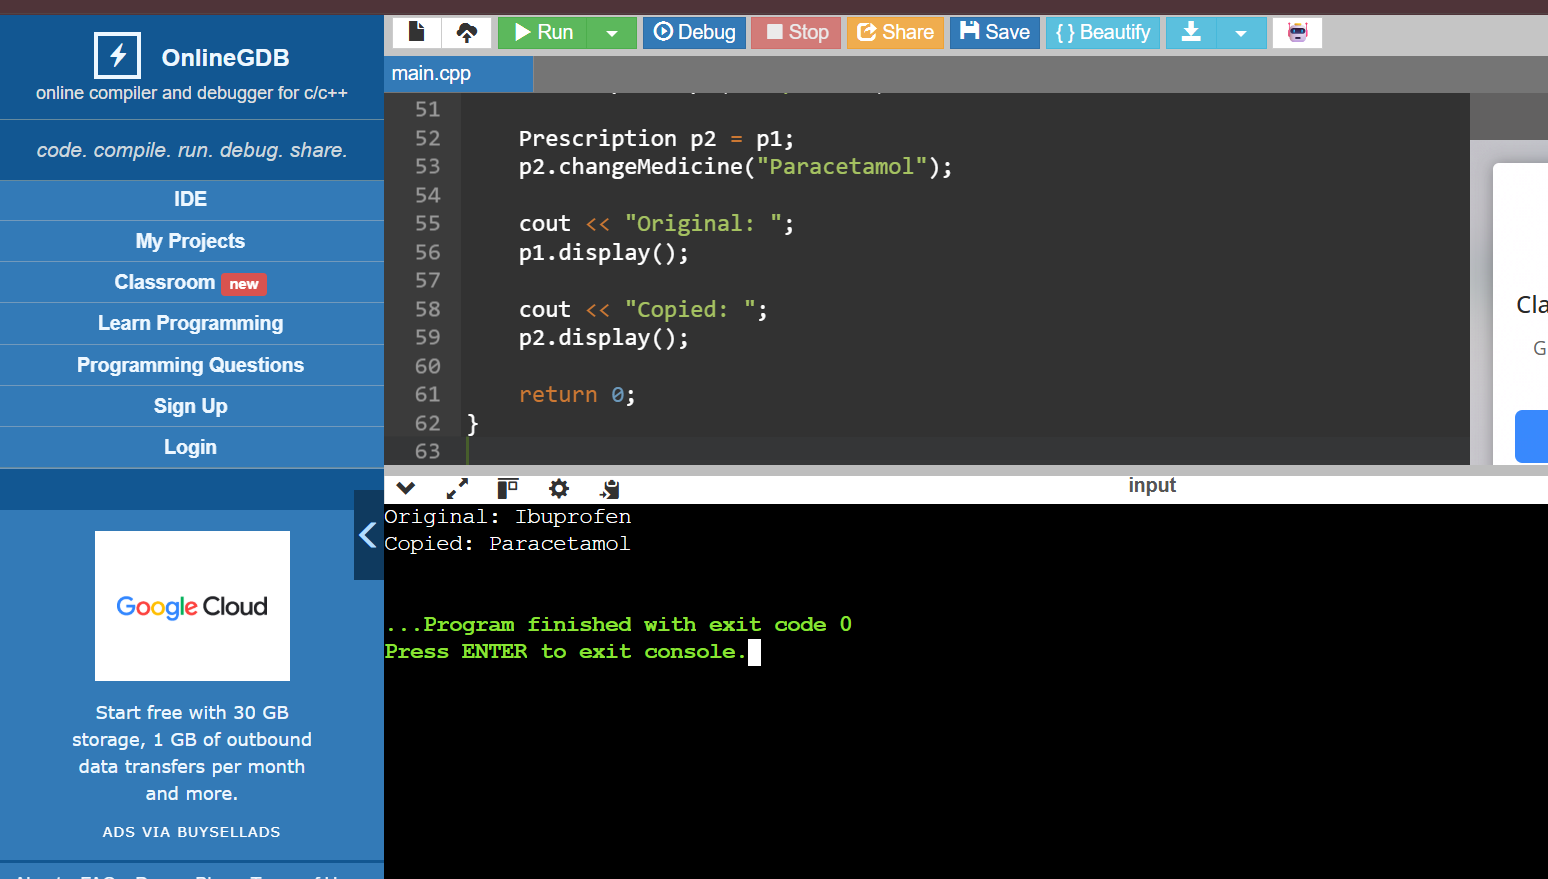 OnlineGDB
online compiler and debugger for c/c++
code. compile. run. debug. share.
IDE
My Projects
Classroom new
Learn Programming
Programming Questions
Sign Up
Login
Google Cloud
Start free with 30 GB
storage, 1 GB of outbound
data transfers per month
and more.
ADS VIA BUYSELLADS
Run Debug Stop Share Save { } Beautify
main.cpp
51
52 Prescription p2 = p1;
53 p2.changeMedicine("Paracetamol");
54
55 cout << "Original: ";
56 p1.display();
57
58 cout << "Copied: ";
59 p2.display();
60
61 return 0;
62 }
63
input
Original: Ibuprofen
Copied: Paracetamol
...Program finished with exit code 0
Press ENTER to exit console.
Cla
G